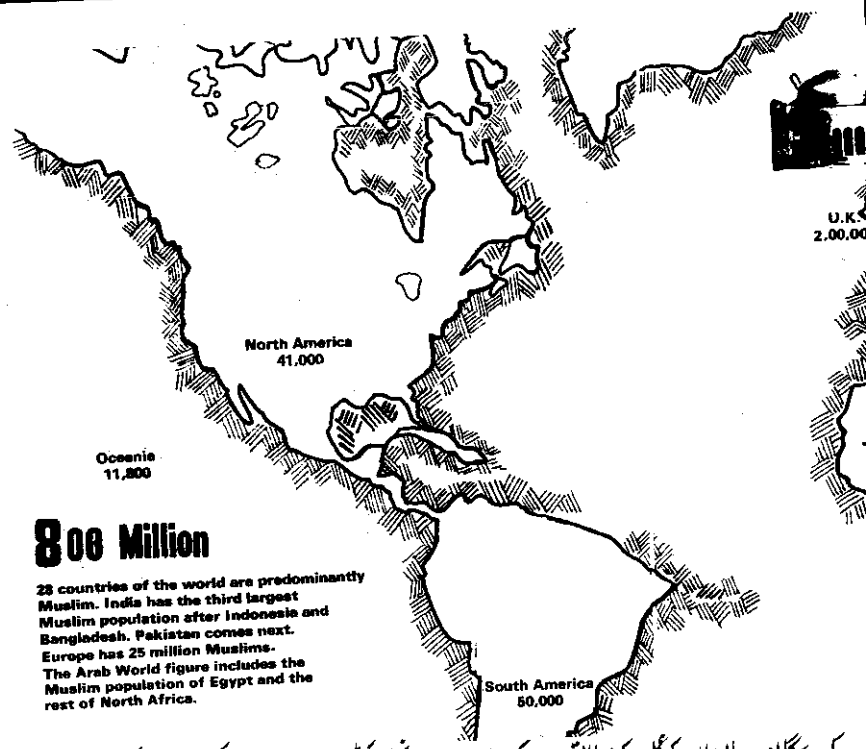 U.K.
2,00,00
North America
41,000
Oceania
11,800
800 Million
28 countries of the world are predominantly
Muslim. India has the third largest
Muslim population after Indonesia and
Bangladesh. Pakistan comes next.
Europe has 25 million Muslims.
The Arab World figure includes the
Muslim population of Egypt and the
rest of North Africa.
South America
50,000